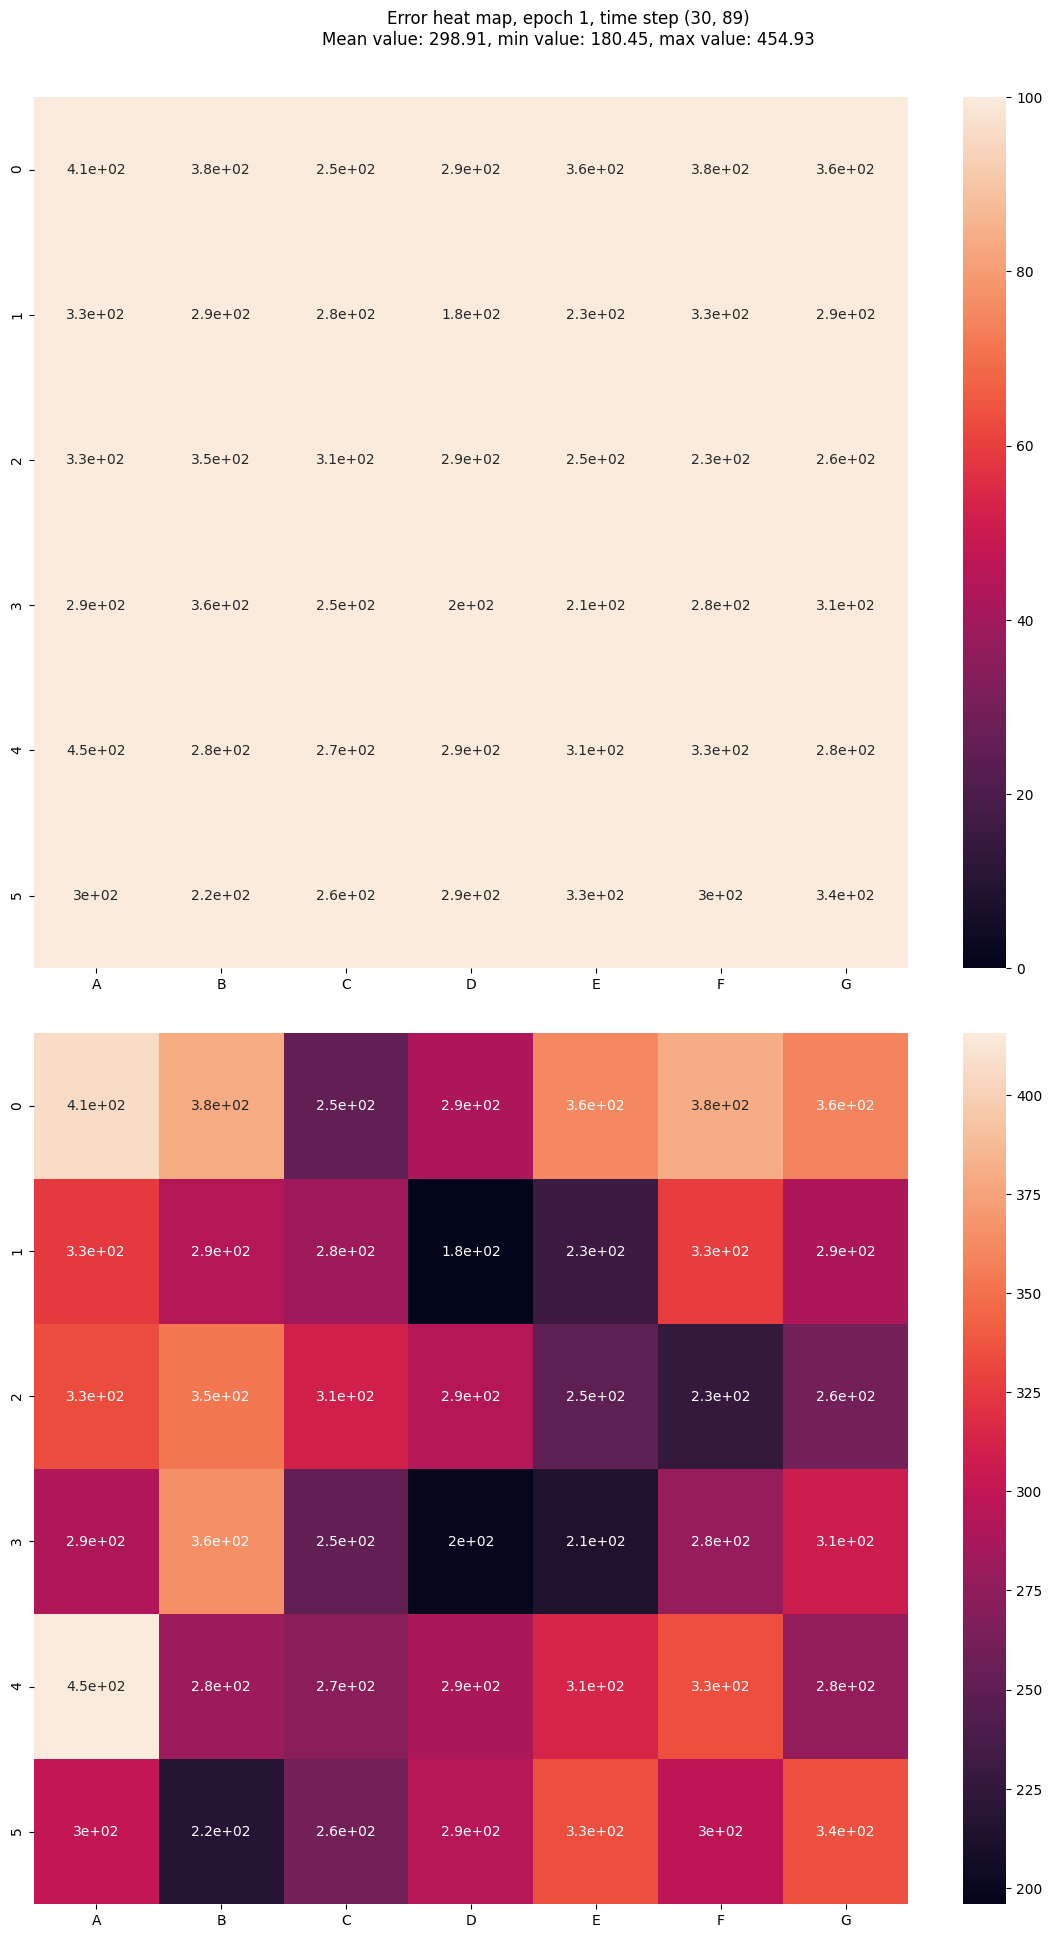 Error heat map, epoch 1, time step (30, 89)
Mean value: 298.91, min value: 180.45, max value: 454.93
100
0 4.1e+02 3.8e+02 2.5e+02 2.9e+02 3.6e+02 3.8e+02 3.6e+02
80
1 3.3e+02 2.9e+02 2.8e+02 1.8e+02 2.3e+02 3.3e+02 2.9e+02
60
2 3.3e+02 3.5e+02 3.1e+02 2.9e+02 2.5e+02 2.3e+02 2.6e+02
3 2.9e+02 3.6e+02 2.5e+02 2e+02 2.1e+02 2.8e+02 3.1e+02
40
4 4.5e+02 2.8e+02 2.7e+02 2.9e+02 3.1e+02 3.3e+02 2.8e+02
20
5 3e+02 2.2e+02 2.6e+02 2.9e+02 3.3e+02 3e+02 3.4e+02
0
A B C D E F G
400
0 4.1e+02 3.8e+02 2.5e+02 2.9e+02 3.6e+02 3.8e+02 3.6e+02
375
1 3.3e+02 2.9e+02 2.8e+02 1.8e+02 2.3e+02 3.3e+02 2.9e+02
350
325
2 3.3e+02 3.5e+02 3.1e+02 2.9e+02 2.5e+02 2.3e+02 2.6e+02
300
3 2.9e+02 3.6e+02 2.5e+02 2e+02 2.1e+02 2.8e+02 3.1e+02
275
4 4.5e+02 2.8e+02 2.7e+02 2.9e+02 3.1e+02 3.3e+02 2.8e+02
250
225
5 3e+02 2.2e+02 2.6e+02 2.9e+02 3.3e+02 3e+02 3.4e+02
200
A B C D E F G